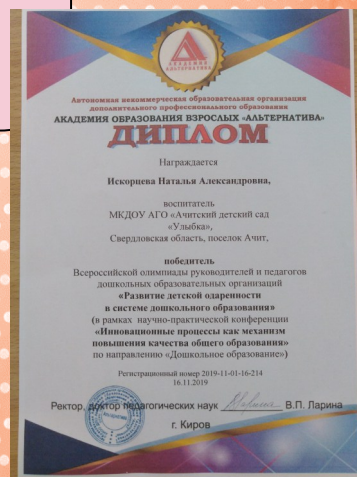 АКАДЕМИЯ
АЛЬТЕРНАТИВА
Автономная некоммерческая образовательная организация
дополнительного профессионального образования
АКАДЕМИЯ ОБРАЗОВАНИЯ ВЗРОСЛЫХ «АЛЬТЕРНАТИВА»
ДИПЛОМ
Награждается
Искорцева Наталья Александровна,
воспитатель
МКДОУ АГО «Ачитский детский сад
«Улыбка»,
Свердловская область, поселок Ачит,
победитель
Всероссийской олимпиады руководителей и педагогов
дошкольных образовательных организаций
«Развитие детской одаренности
в системе дошкольного образования»
(в рамках научно-практической конференции
«Инновационные процессы как механизм
повышения качества общего образования»
по направлению «Дошкольное образование»)
Регистрационный номер 2019-11-01-16-214
16.11.2019
Ректор, доктор педагогических наук В.П. Ларина
г. Киров